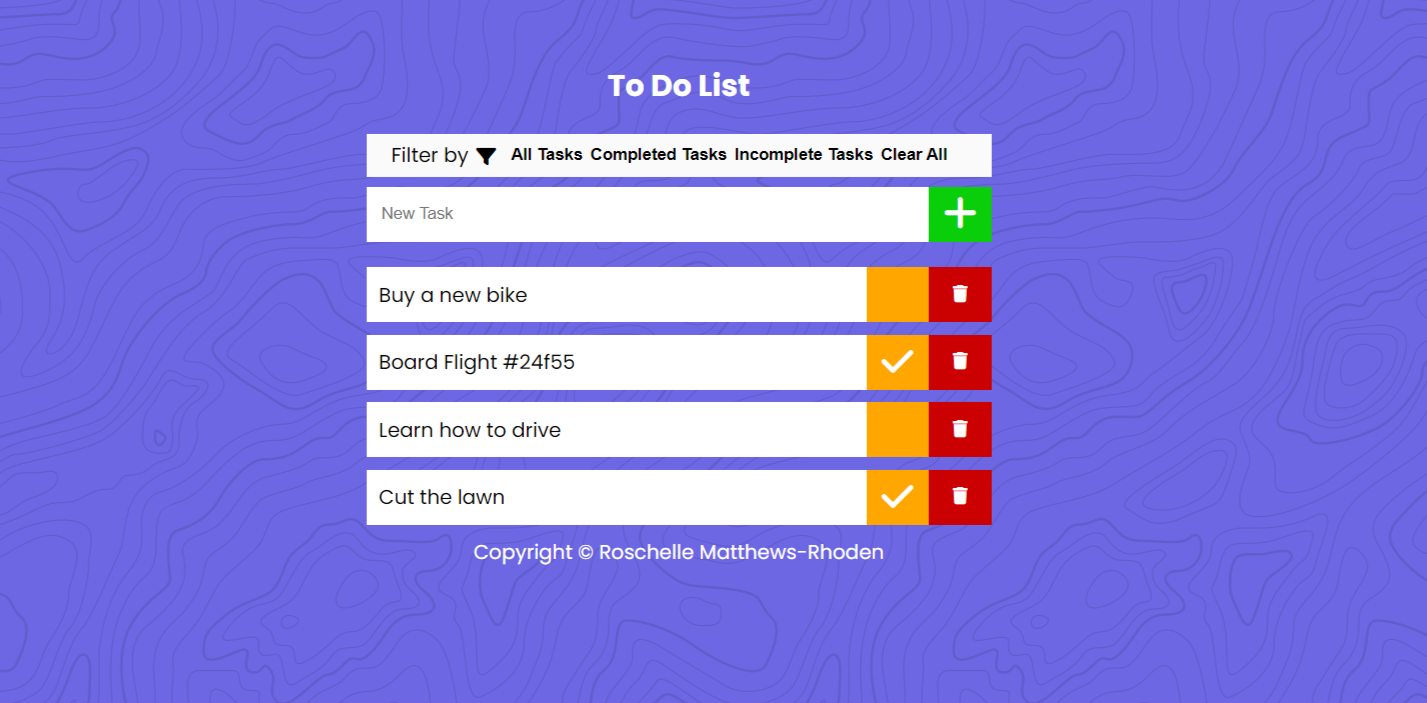 To Do List
Filter by All Tasks Completed Tasks Incomplete Tasks Clear All
New Task
Buy a new bike
Board Flight #24f55
Learn how to drive
Cut the lawn
Copyright © Roschelle Matthews-Rhoden